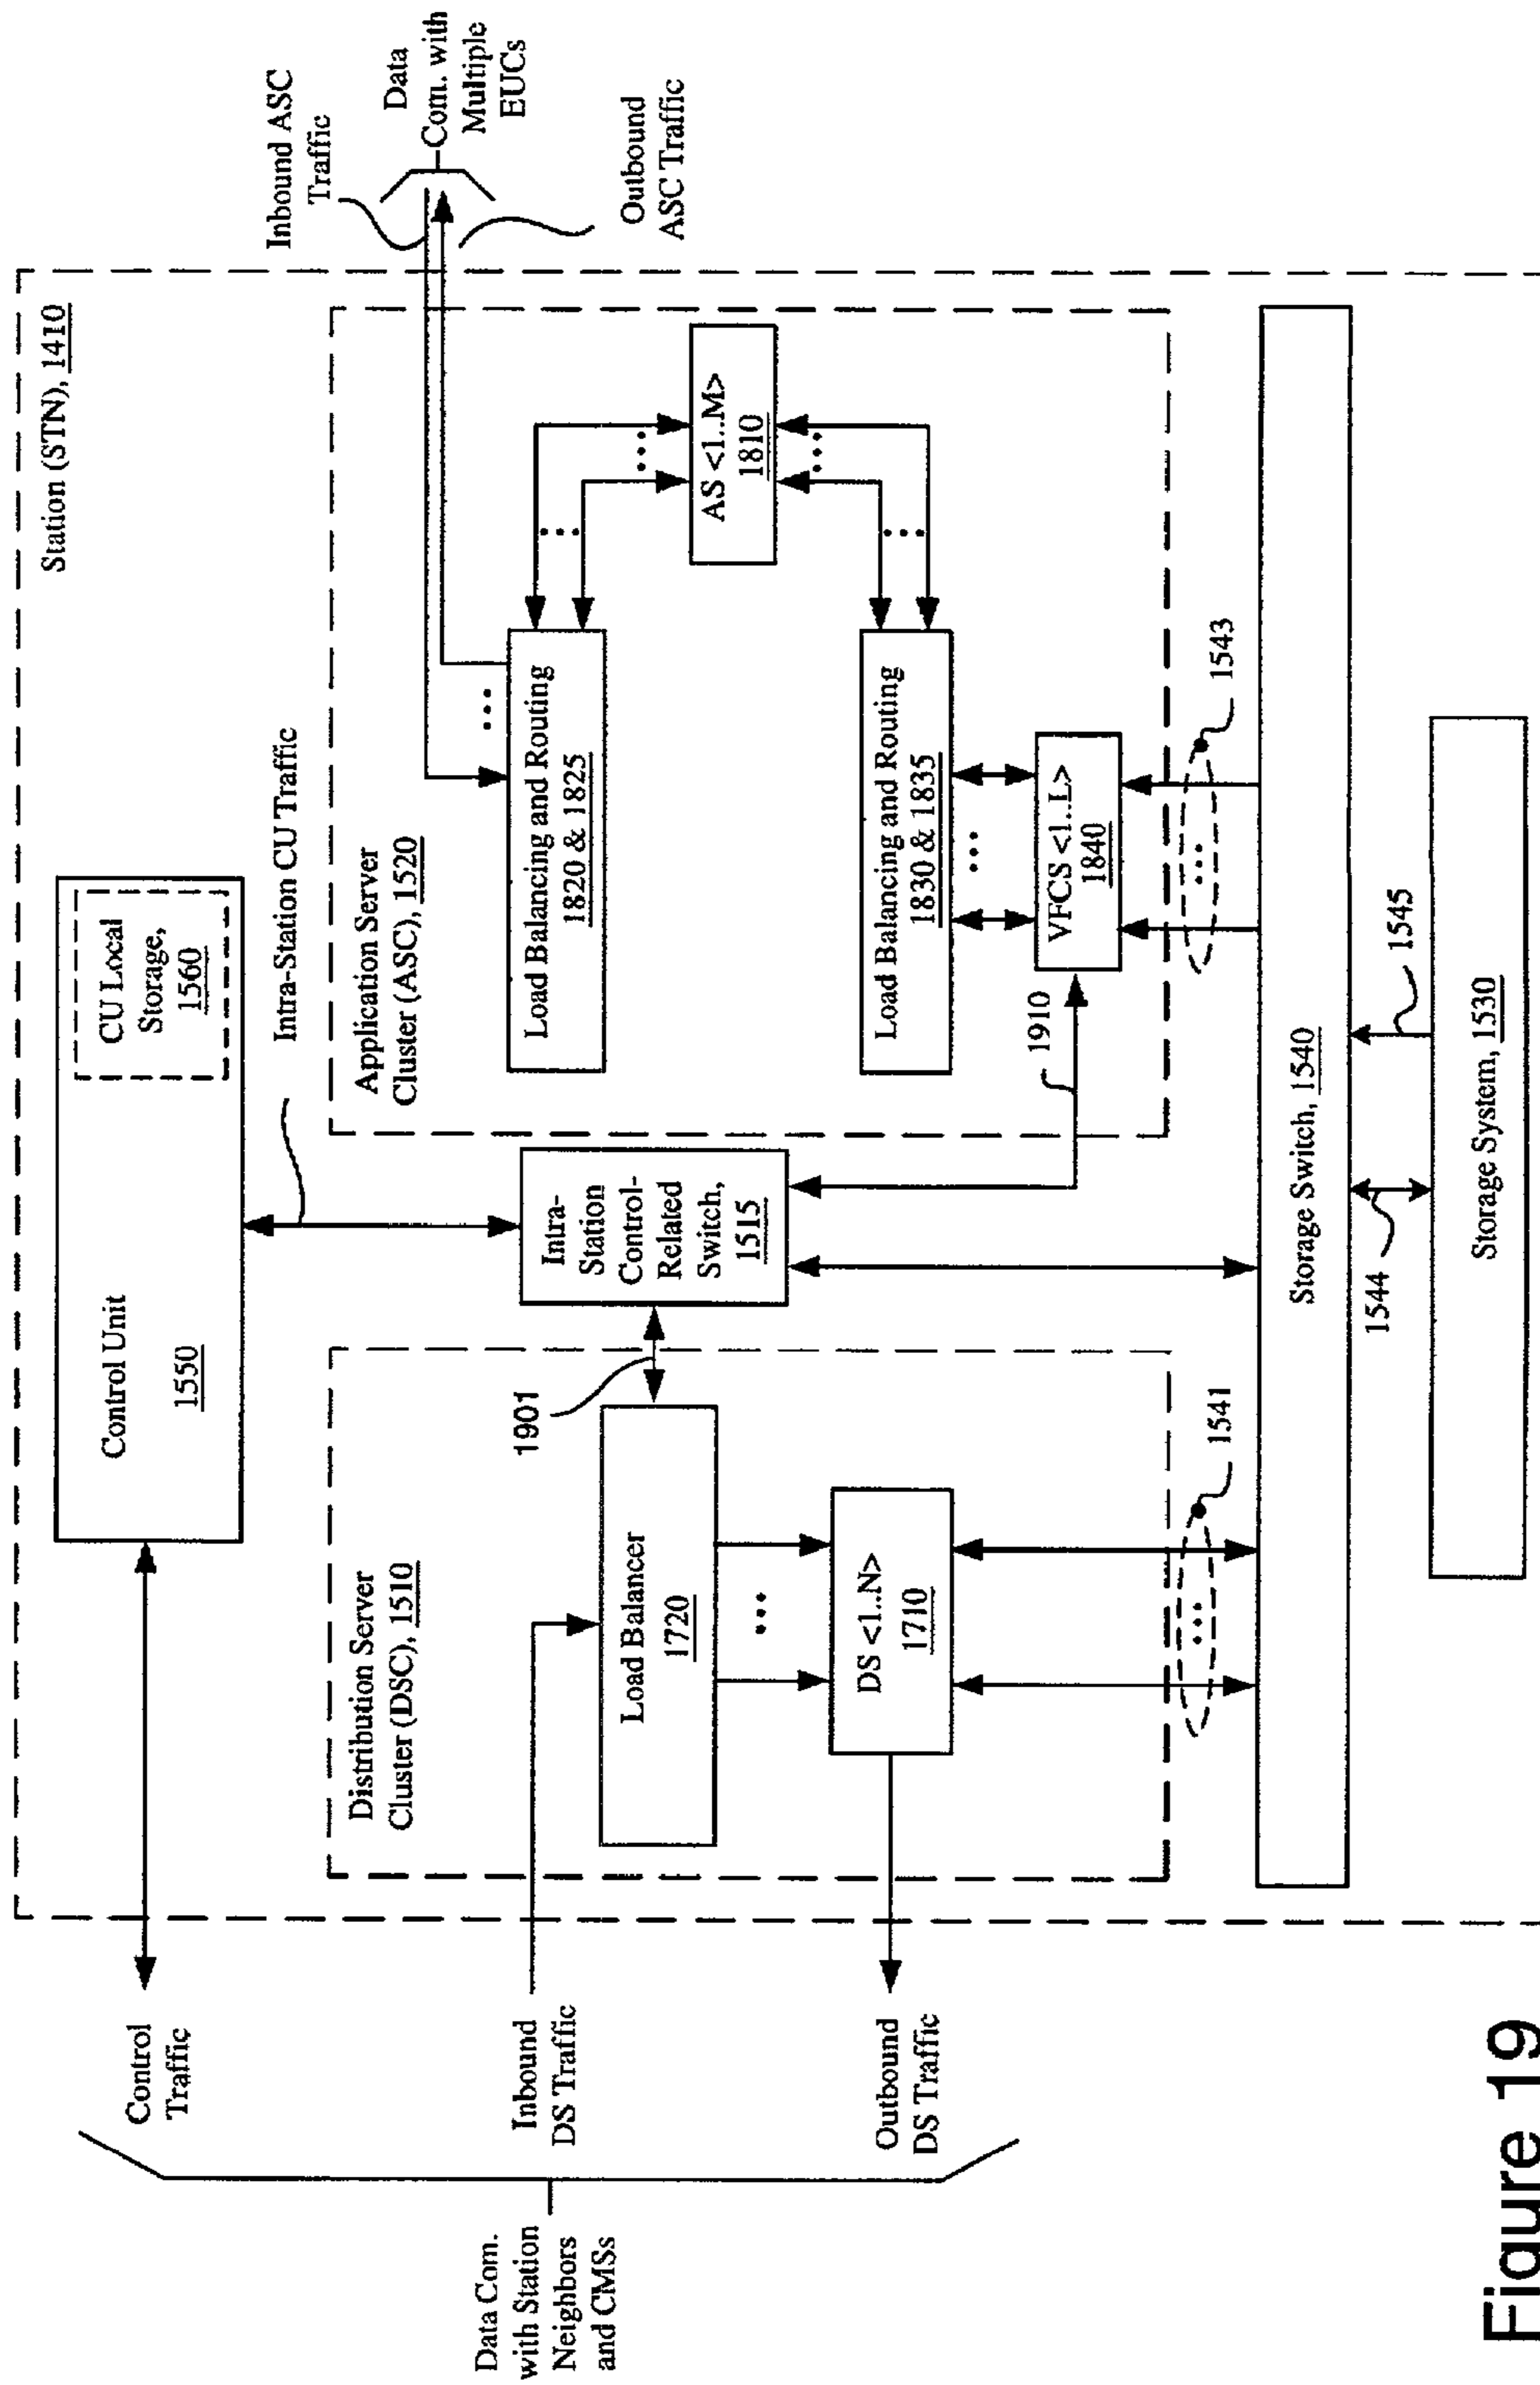 Station (STN), 1410
Control Unit
1550
CU Local
Storage,
1560
Control
Traffic
Intra-Station CU Traffic
Inbound ASC
Traffic
Data
Com. with
Multiple
EUCs
Outbound
ASC Traffic
Distribution Server
Cluster (DSC), 1510
Application Server
Cluster (ASC), 1520
Data Com.
with Station
Neighbors
and CMSs
Inbound
DS Traffic
Load Balancer
1720
...
DS <1..N>
1710
Outbound
DS Traffic
1901
Intra-
Station
Control-
Related
Switch,
1515
...
Load Balancing and Routing
1820 & 1825
...
...
AS <1..M>
1810
...
...
Load Balancing and Routing
1830 & 1835
...
VFCS <1..L>
1840
1910
...
1541
...
1543
Storage Switch, 1540
1544
1545
Storage System, 1530
Figure 19